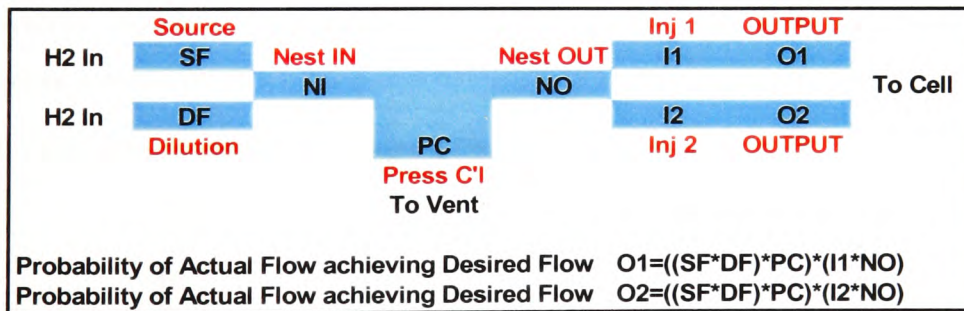 Source
Inj 1 OUTPUT
H2 In SF Nest IN Nest OUT I1 O1
NI NO To Cell
H2 In DF I2 O2
Dilution PC Inj 2 OUTPUT
Press C'l
To Vent
Probability of Actual Flow achieving Desired Flow O1=((SF*DF)*PC)*(I1*NO)
Probability of Actual Flow achieving Desired Flow O2=((SF*DF)*PC)*(I2*NO)